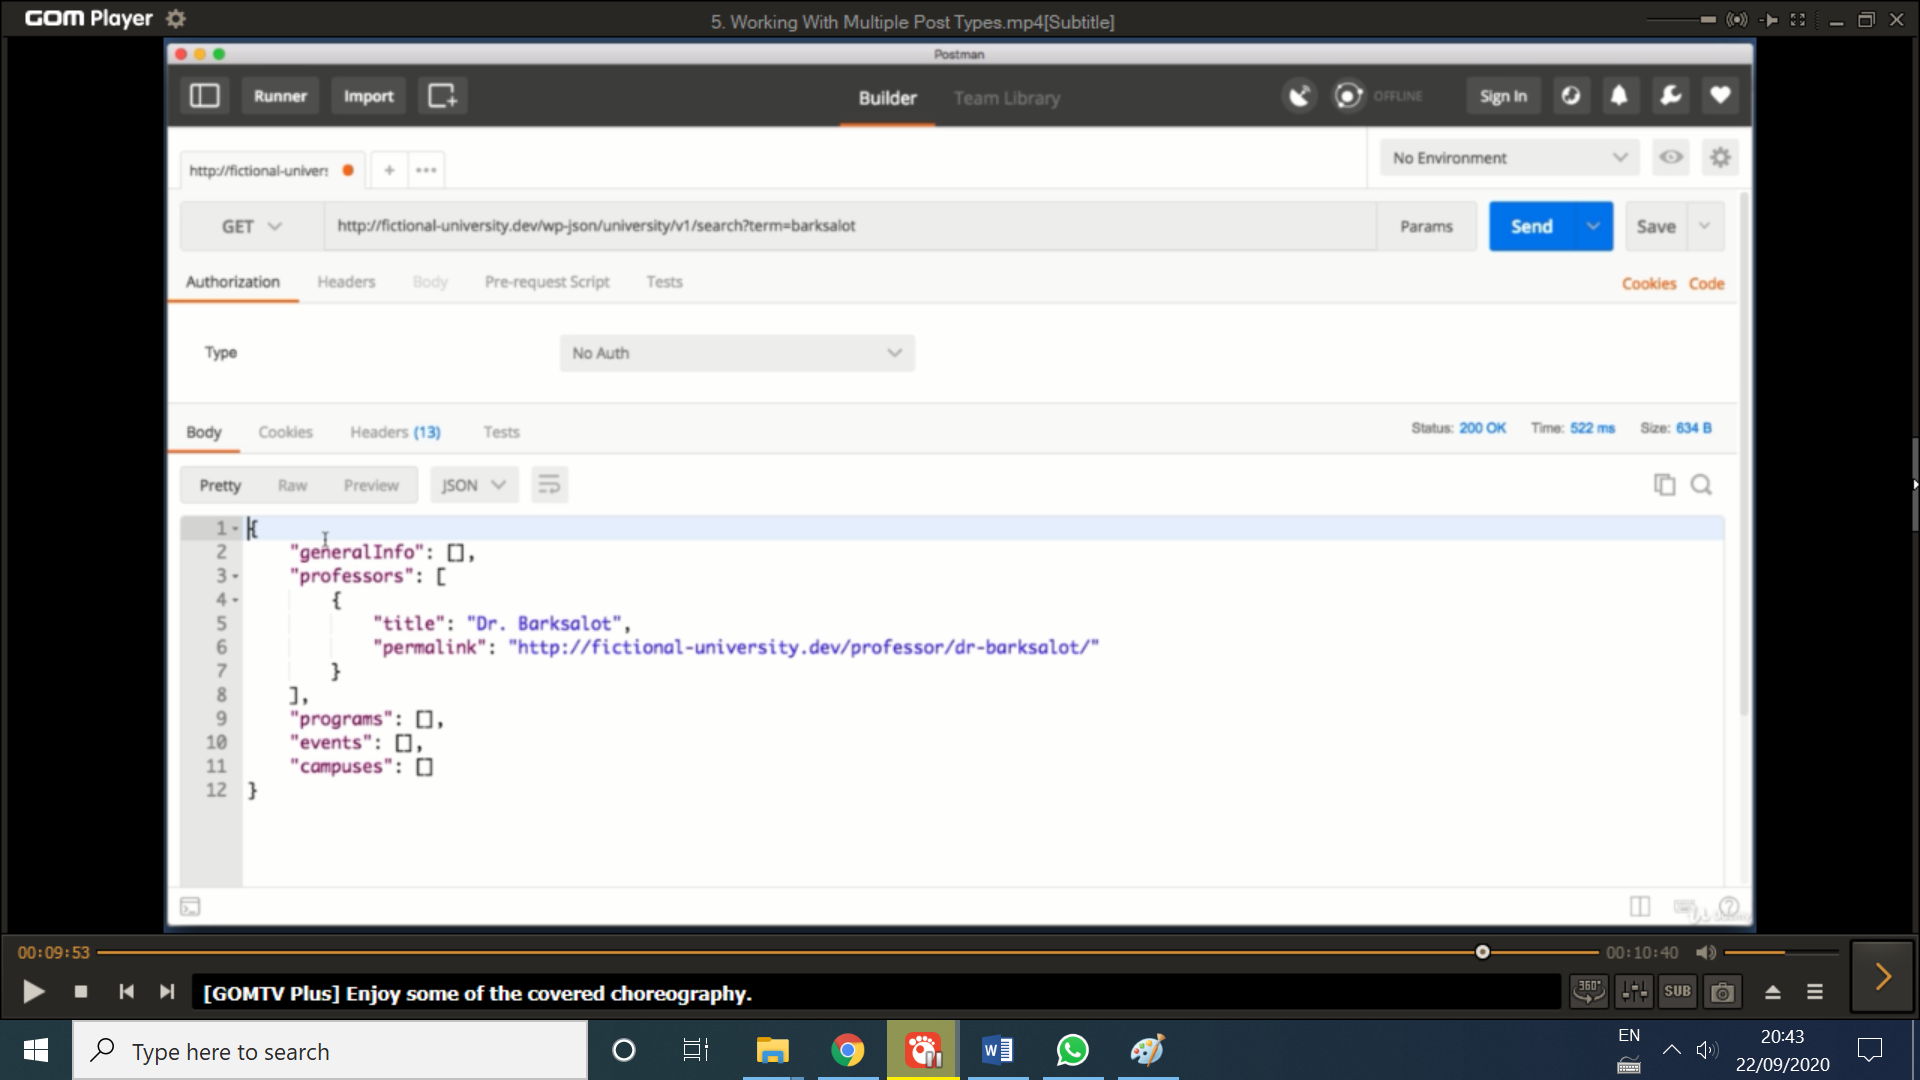 GOM Player
5. Working With Multiple Post Types.mp4[Subtitle]
Postman
Runner
Import
Builder
Team Library
OFFLINE
Sign In
http://fictional-univers
+
•••
No Environment
GET
http://fictional-university.dev/wp-json/university/v1/search?term=barksalot
Params
Send
Save
Authorization
Headers
Body
Pre-request Script
Tests
Cookies
Code
Type
No Auth
Body
Cookies
Headers (13)
Tests
Status: 200 OK
Time: 522 ms
Size: 634 B
Pretty
Raw
Preview
JSON
1 {
2 "generalInfo": [],
3 "professors": [
4 {
5 "title": "Dr. Barksalot",
6 "permalink": "http://fictional-university.dev/professor/dr-barksalot/"
7 }
8 ],
9 "programs": [],
10 "events": [],
11 "campuses": []
12 }
00:09:53
00:10:40
[GOMTV Plus] Enjoy some of the covered choreography.
360°
SUB
Type here to search
EN
20:43
22/09/2020